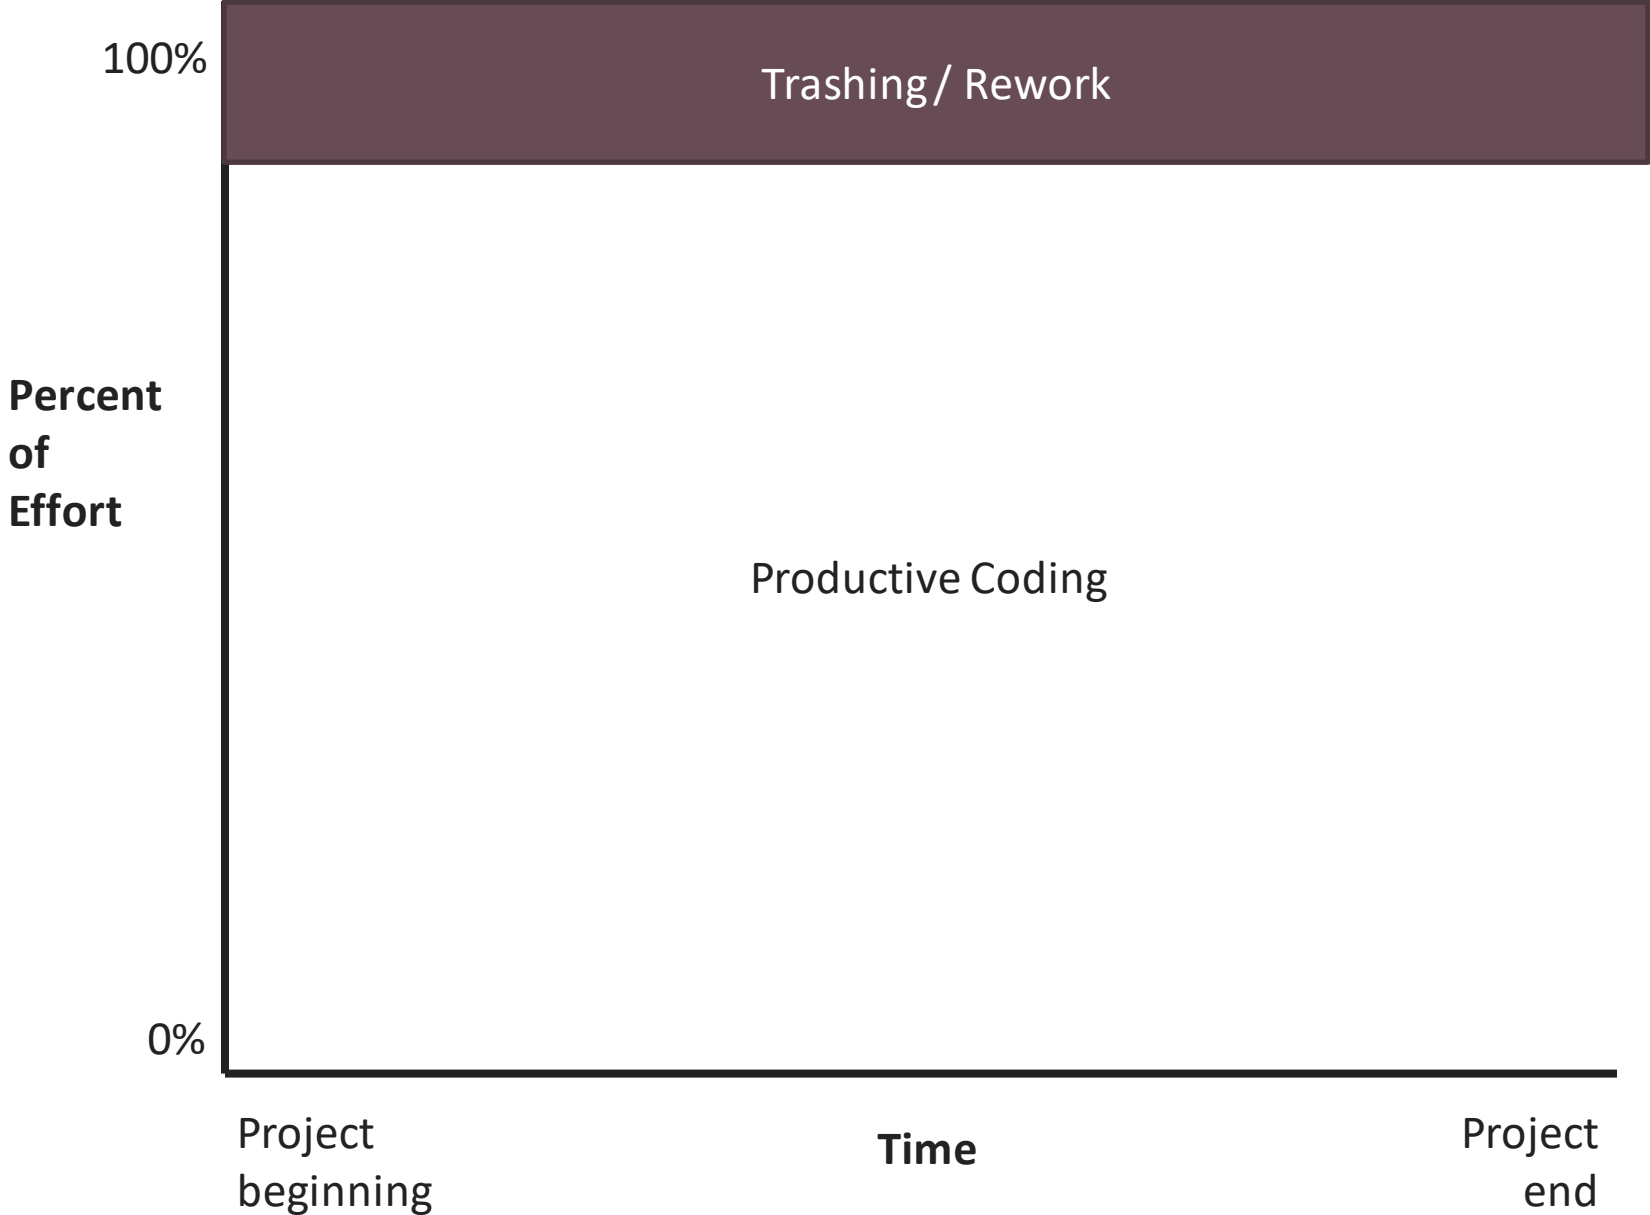 100%
Trashing / Rework
Percent
of
Effort
Productive Coding
0%
Project
beginning
Time
Project
end